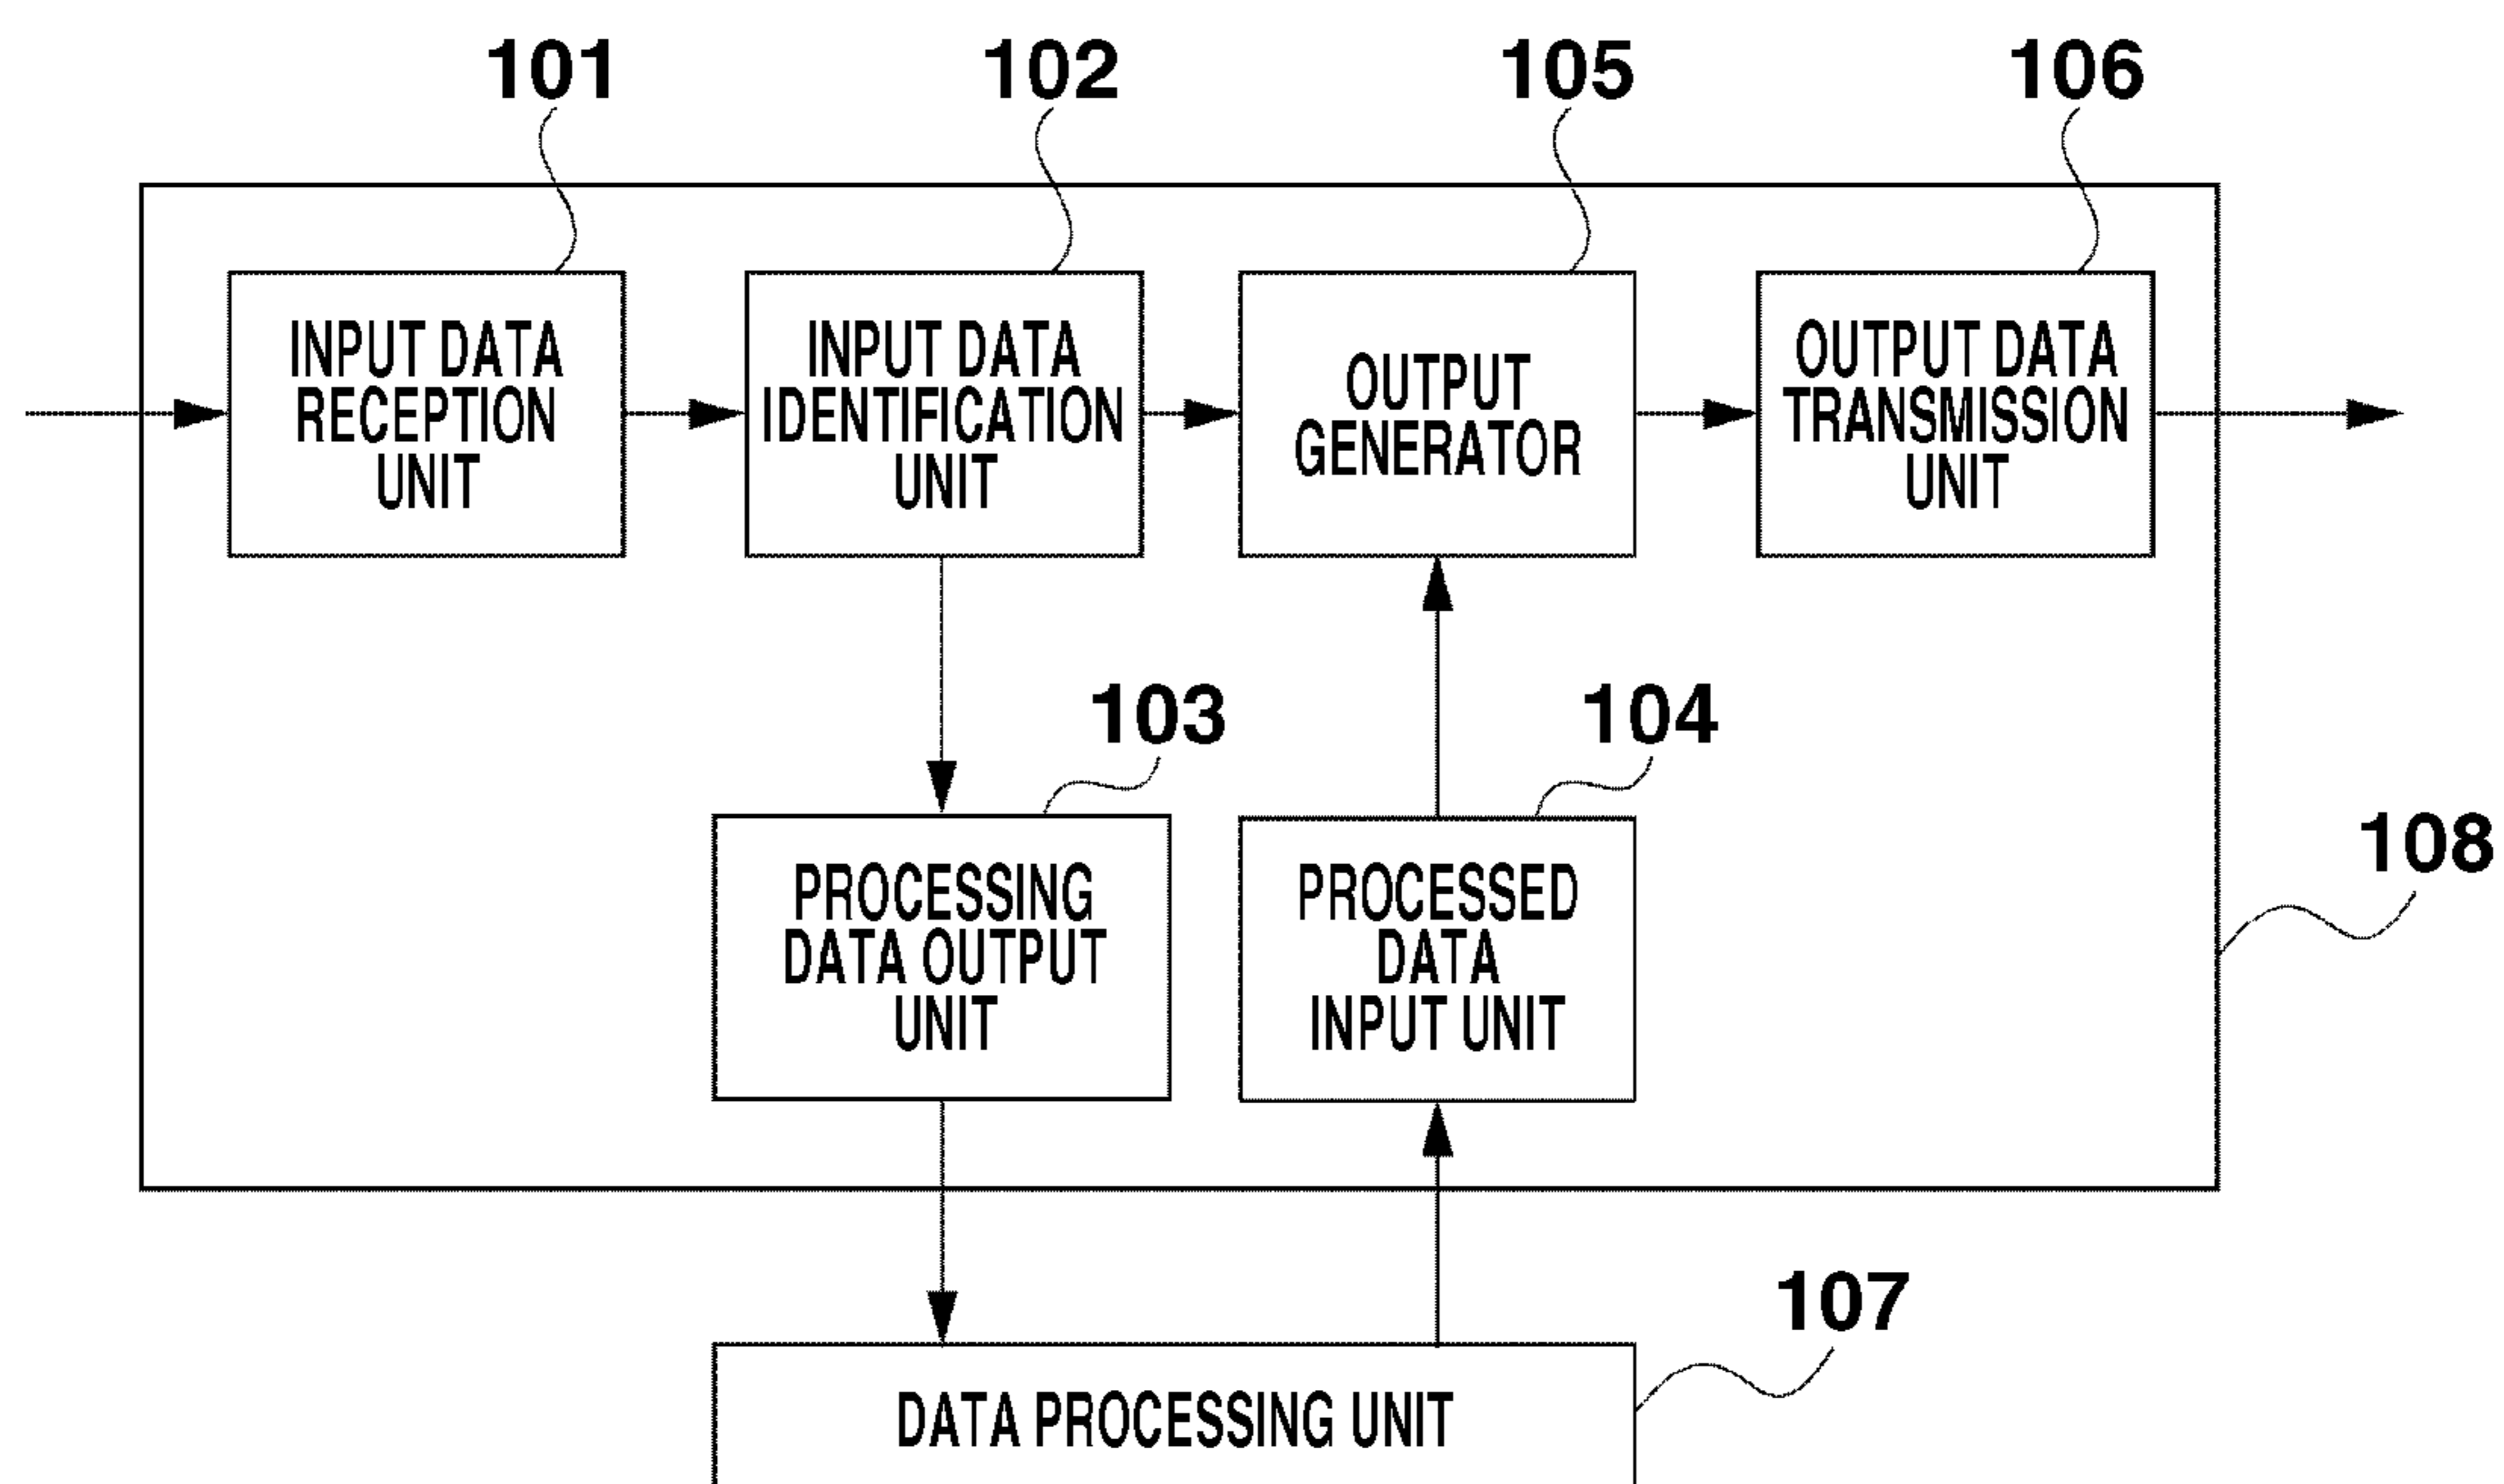 101
102
105
106
INPUT DATA
RECEPTION
UNIT
INPUT DATA
IDENTIFICATION
UNIT
OUTPUT
GENERATOR
OUTPUT DATA
TRANSMISSION
UNIT
103
104
108
PROCESSING
DATA OUTPUT
UNIT
PROCESSED
DATA
INPUT UNIT
107
DATA PROCESSING UNIT